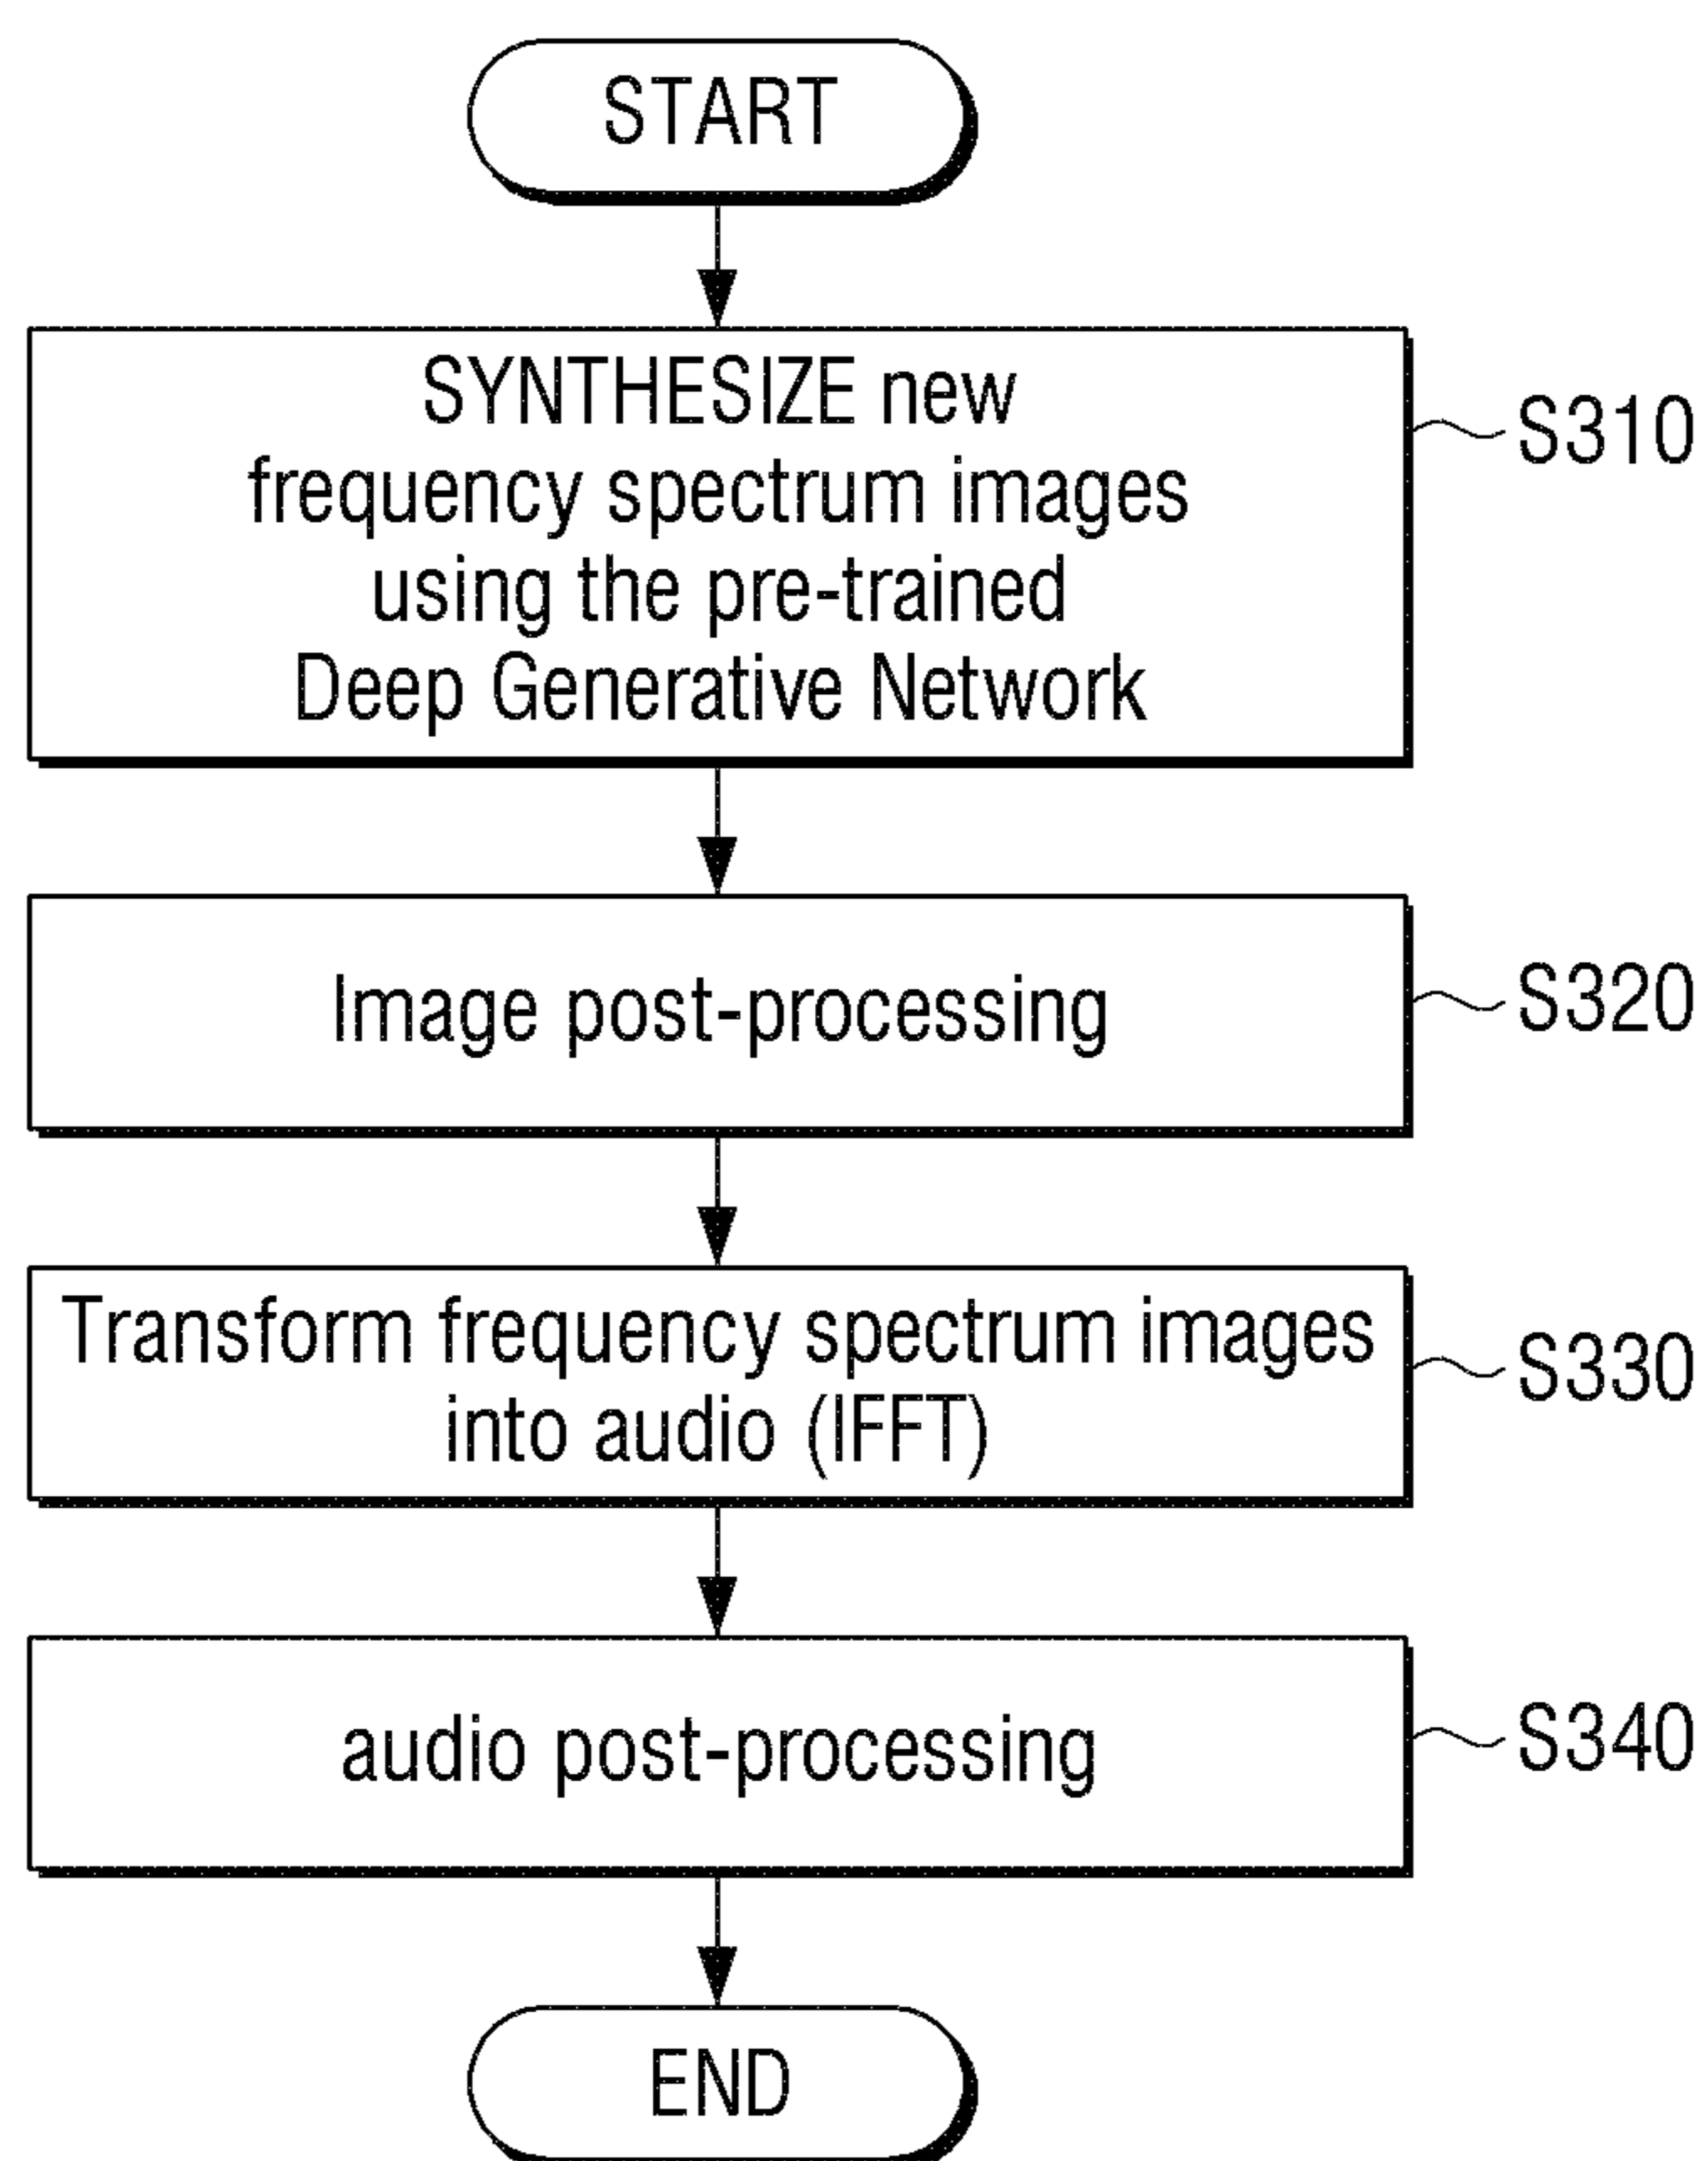 START
SYNTHESIZE new
frequency spectrum images
using the pre-trained
Deep Generative Network
S310
Image post-processing
S320
Transform frequency spectrum images
into audio (IFFT)
S330
audio post-processing
S340
END